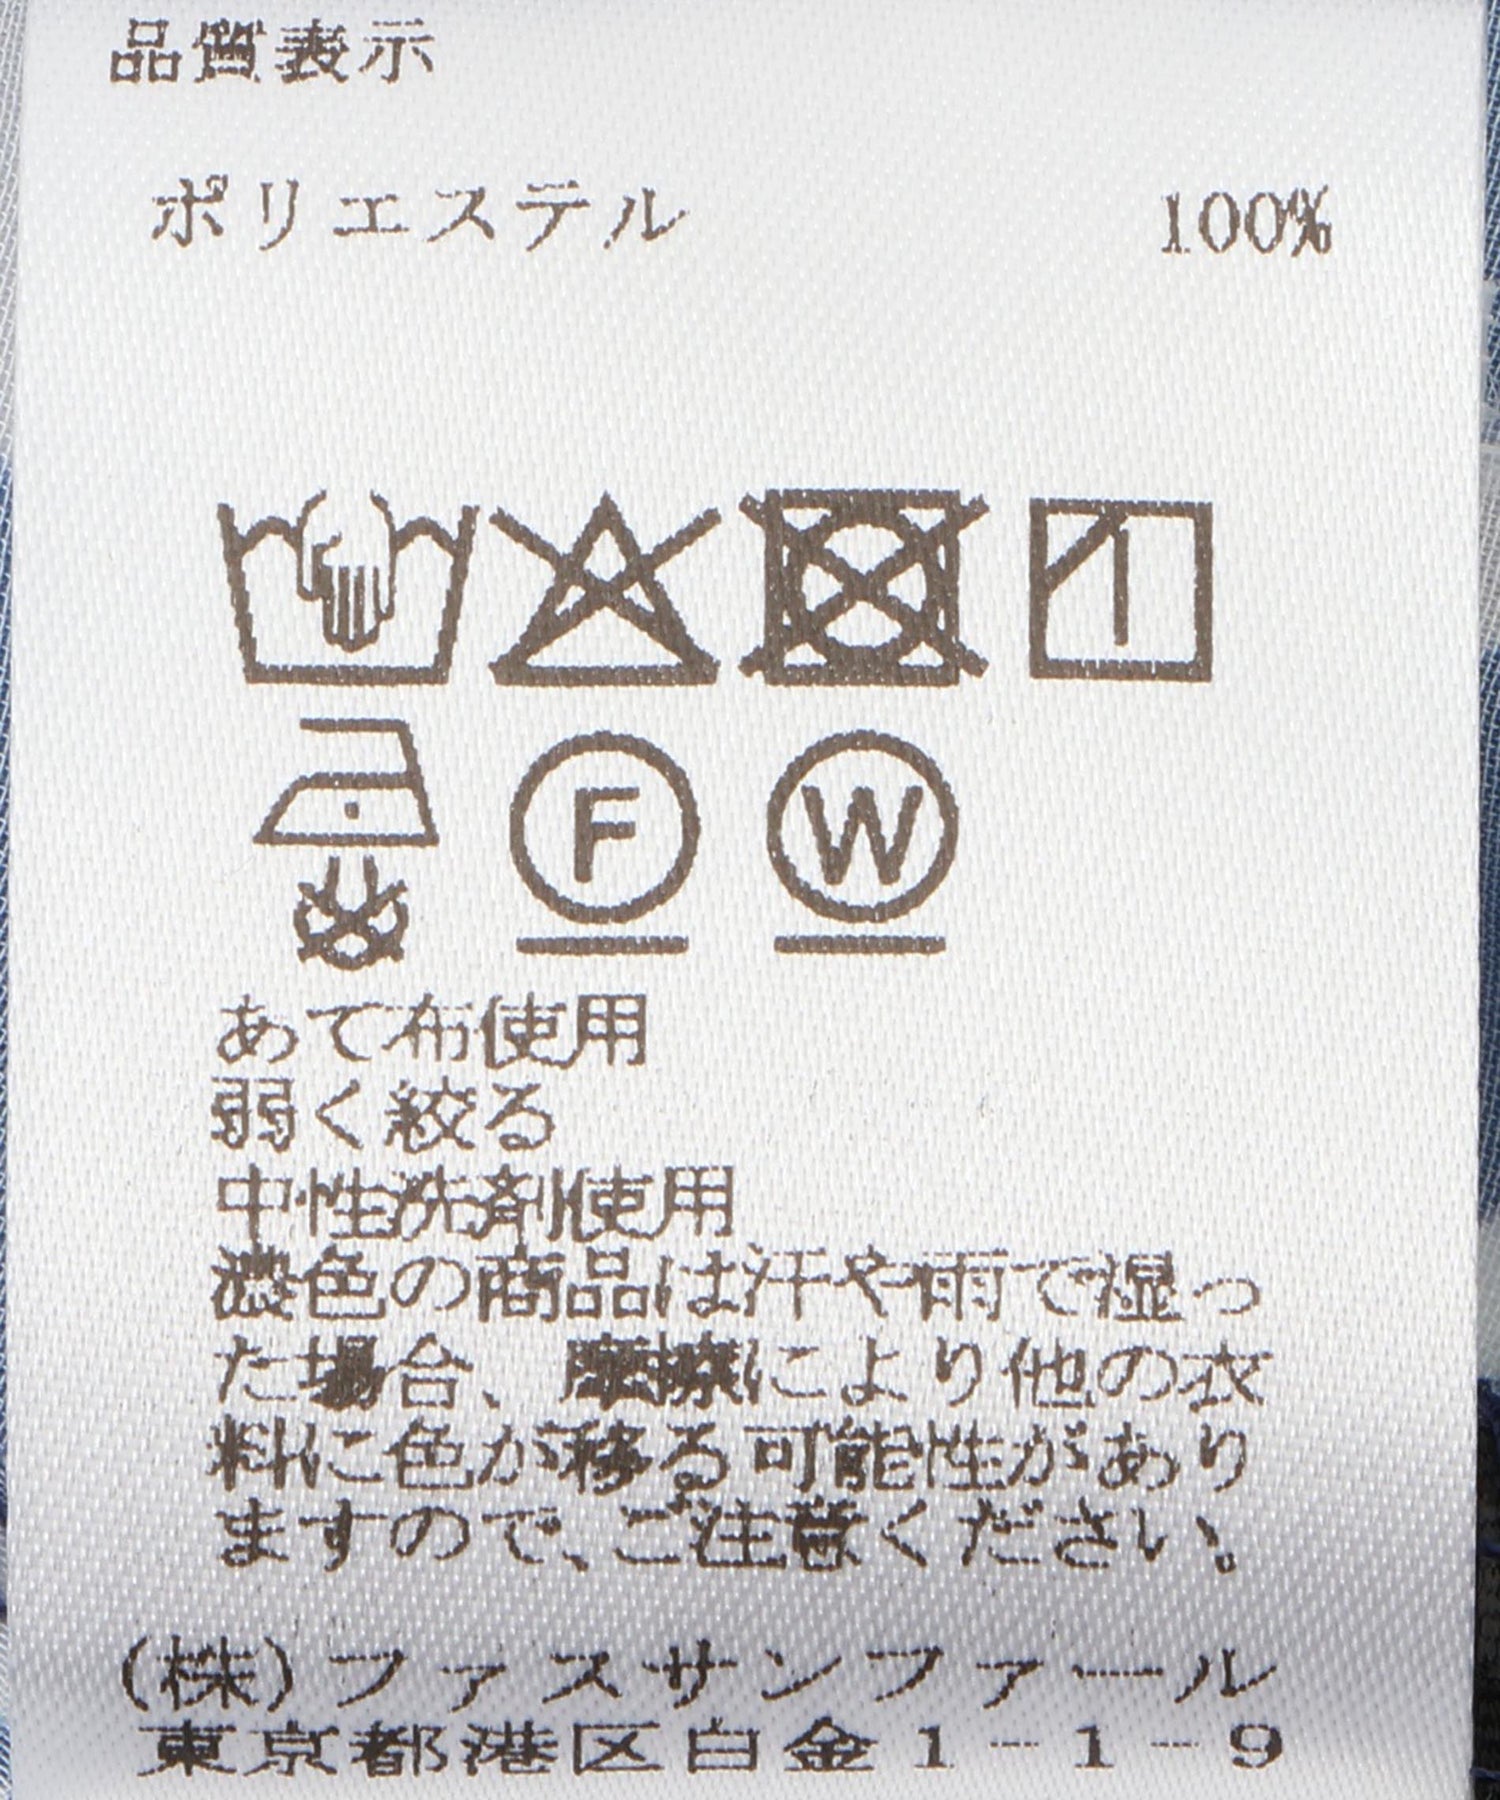 品質表示
ポリエステル 100%
F W
あて布使用
弱く絞る
中性洗剤使用
濃色の商品は汗や雨で湿っ
た場合、摩擦により他の衣
料に色が移る可能性があり
ますので、ご注意ください。
(株)ファスサンファール
東京都港区白金1-1-9